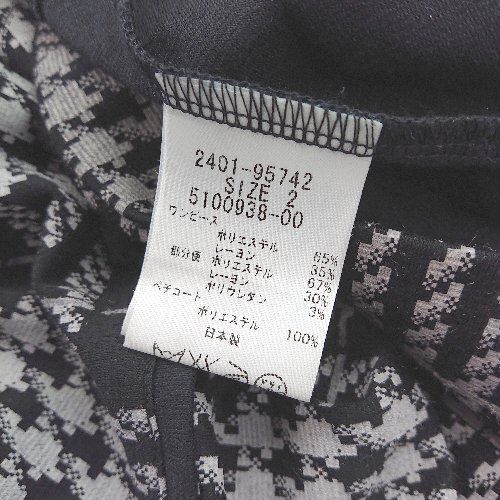 2401-95742
SIZE 2
5100938-00
ワンピース
ポリエステル 65%
レーヨン 35%
部分使 ポリエステル 67%
レーヨン 30%
ポリウレタン 3%
ペチコート
ポリエステル 100%
日本製